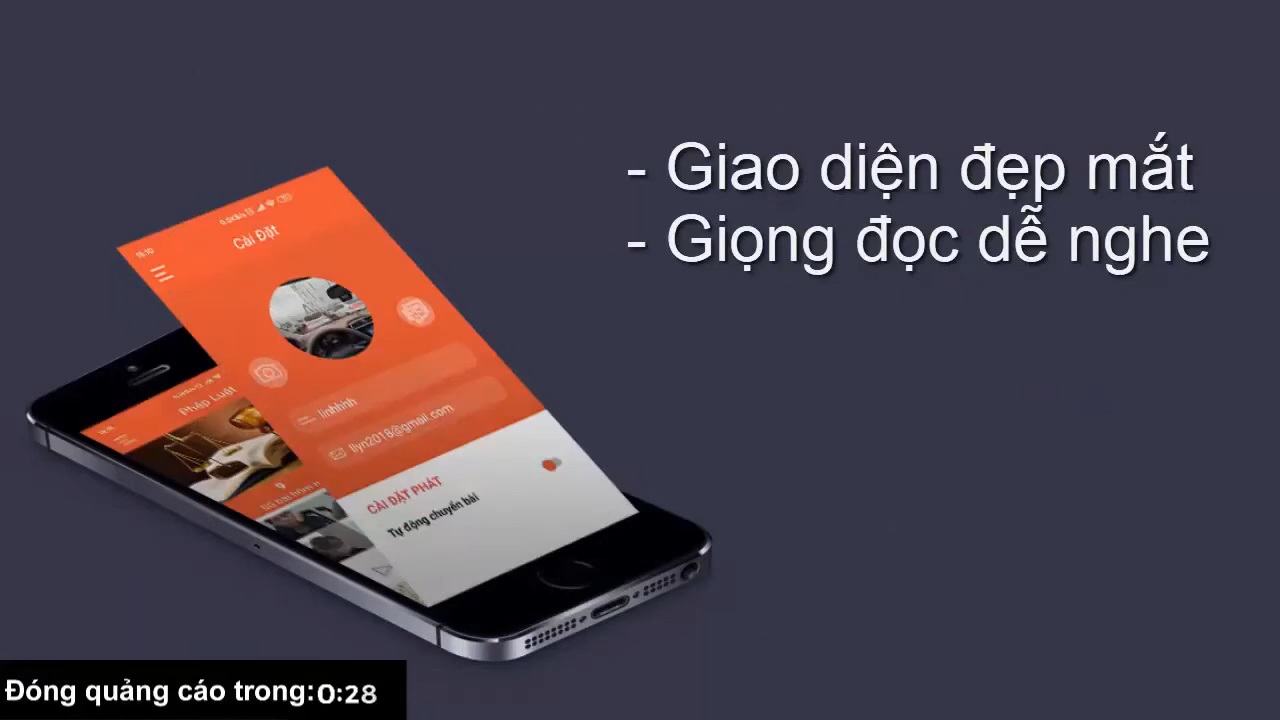 - Giao diện đẹp mắt
- Giọng đọc dễ nghe
Cài Đặt
linhhhh
llyn2018@gmail.com
CÀI ĐẶT PHÁT
Tự động chuyển bài
Pháp Luật
Đóng quảng cáo trong:0:28